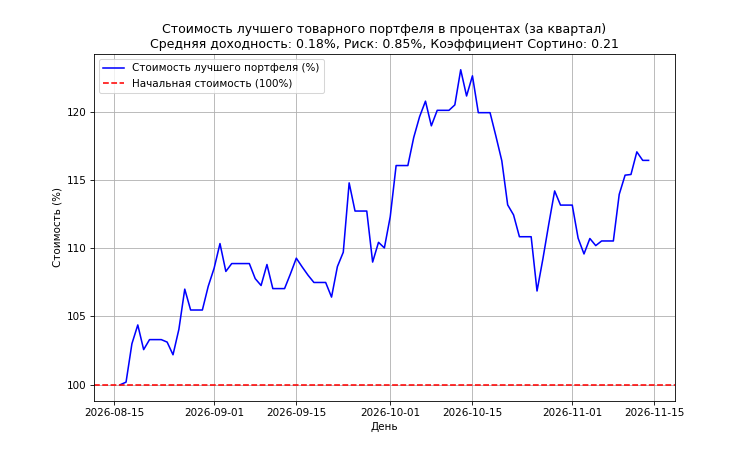 Стоимость лучшего товарного портфеля в процентах (за квартал)
Средняя доходность: 0.18%, Риск: 0.85%, Коэффициент Сортино: 0.21
Стоимость лучшего портфеля (%)
Начальная стоимость (100%)
Стоимость (%)
120
115
110
105
100
2026-08-15 2026-09-01 2026-09-15 2026-10-01 2026-10-15 2026-11-01 2026-11-15
День